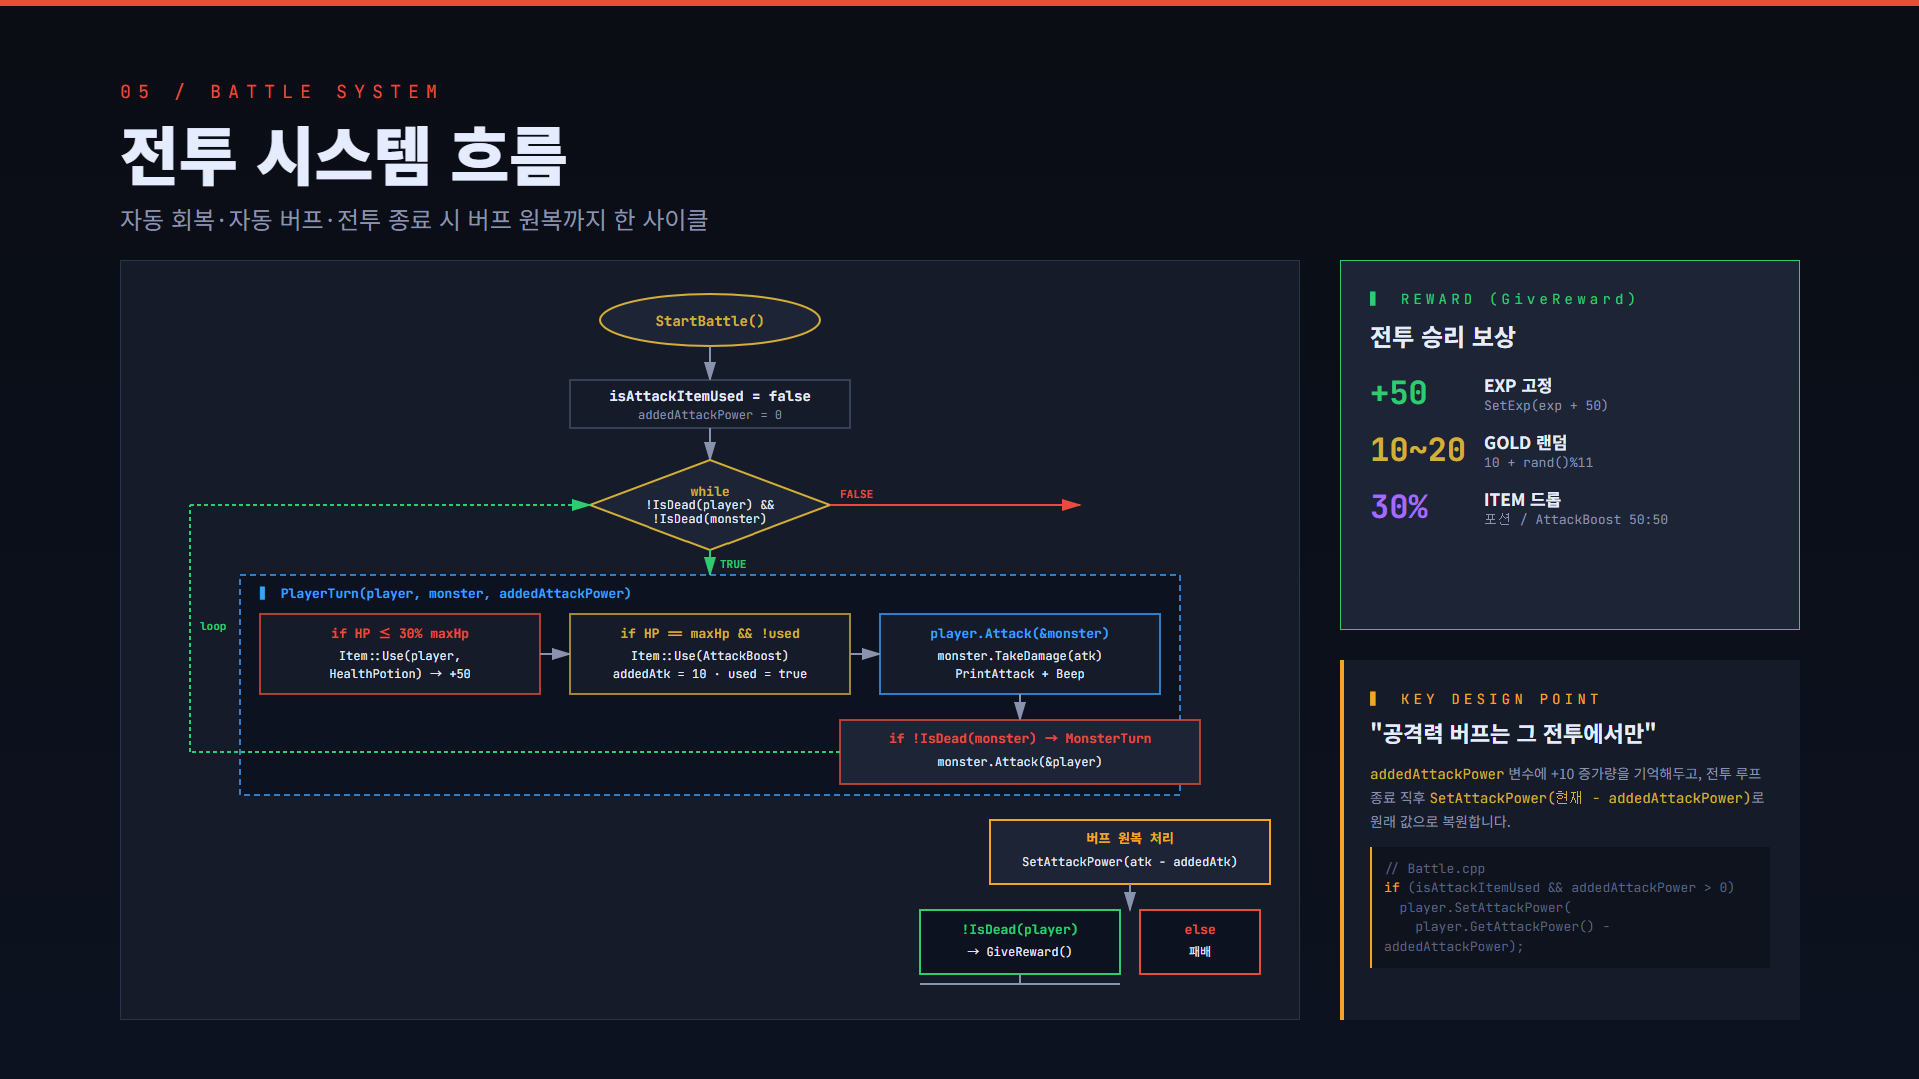 05 / BATTLE SYSTEM
전투 시스템 흐름
자동 회복·자동 버프·전투 종료 시 버프 원복까지 한 사이클
StartBattle()
isAttackItemUsed = false
addedAttackPower = 0
while
!IsDead(player) &&
!IsDead(monster)
FALSE
TRUE
loop
PlayerTurn(player, monster, addedAttackPower)
if HP ≤ 30% maxHp
Item::Use(player,
HealthPotion) → +50
if HP == maxHp && !used
Item::Use(AttackBoost)
addedAtk = 10 · used = true
player.Attack(&monster)
monster.TakeDamage(atk)
PrintAttack + Beep
if !IsDead(monster) → MonsterTurn
monster.Attack(&player)
버프 원복 처리
SetAttackPower(atk - addedAtk)
!IsDead(player)
→ GiveReward()
else
패배
REWARD (GiveReward)
전투 승리 보상
+50
EXP 고정
SetExp(exp + 50)
10~20
GOLD 랜덤
10 + rand()%11
30%
ITEM 드롭
포션 / AttackBoost 50:50
KEY DESIGN POINT
"공격력 버프는 그 전투에서만"
addedAttackPower 변수에 +10 증가량을 기억해두고, 전투 루프
종료 직후 SetAttackPower(현재 - addedAttackPower)로
원래 값으로 복원합니다.
// Battle.cpp
if (isAttackItemUsed && addedAttackPower > 0)
player.SetAttackPower(
player.GetAttackPower() -
addedAttackPower);